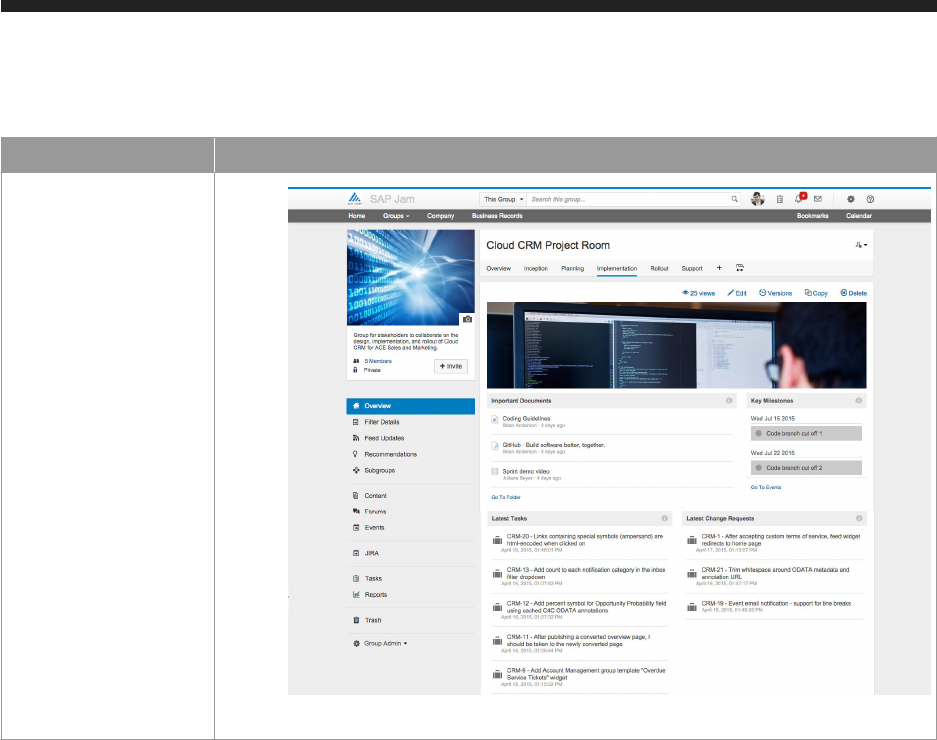 SAP Jam
This Group
Search this group...
4
Home
Groups
Company
Business Records
Bookmarks
Calendar
Group for stakeholders to collaborate on the
design, implementation, and rollout of Cloud
CRM for ACE Sales and Marketing.
5 Members
Private
+ Invite
Overview
Filter Details
Feed Updates
Recommendations
Subgroups
Content
Forums
Events
JIRA
Tasks
Reports
Trash
Group Admin
Cloud CRM Project Room
Overview
Inception
Planning
Implementation
Rollout
Support
+
25 views
Edit
Versions
Copy
Delete
Important Documents
Coding Guidelines
Brian Anderson · 3 days ago
GitHub · Build software better, together.
Brian Anderson · 3 days ago
Sprint demo video
Juliana Beyer · 4 days ago
Go To Folder
Key Milestones
Wed Jul 15 2015
Code branch cut off 1
Wed Jul 22 2015
Code branch cut off 2
Go To Events
Latest Tasks
CRM-20 - Links containing special symbols (ampersand) are
html-encoded when clicked on
April 16, 2015, 01:46:01 PM
CRM-13 - Add count to each notification category in the inbox
filter dropdown
April 16, 2015, 01:27:52 PM
CRM-12 - Add percent symbol for Opportunity Probability field
using cached C4C ODATA annotations
April 16, 2015, 01:27:32 PM
CRM-11 - After publishing a converted overview page, I
should be taken to the newly converted page
April 16, 2015, 01:26:44 PM
CRM-9 - Add Account Management group template "Overdue
Service Tickets" widget
April 16, 2015, 01:15:22 PM
Latest Change Requests
CRM-1 - After accepting custom terms of service, feed widget
redirects to home page
April 17, 2015, 01:13:07 PM
CRM-21 - Trim whitespace around ODATA metadata and
annotation URL
April 16, 2015, 01:47:17 PM
CRM-19 - Event email notification - support for line breaks
April 16, 2015, 01:45:26 PM